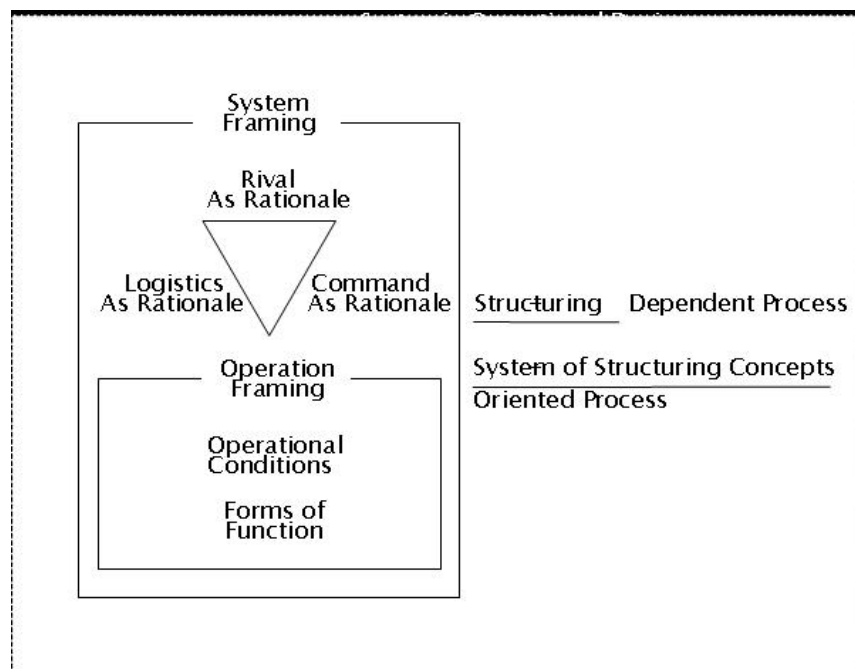 System
Framing
Rival
As Rationale
Logistics
As Rationale
Command
As Rationale
Structuring Dependent Process
System of Structuring Concepts
Oriented Process
Operation
Framing
Operational
Conditions
Forms of
Function